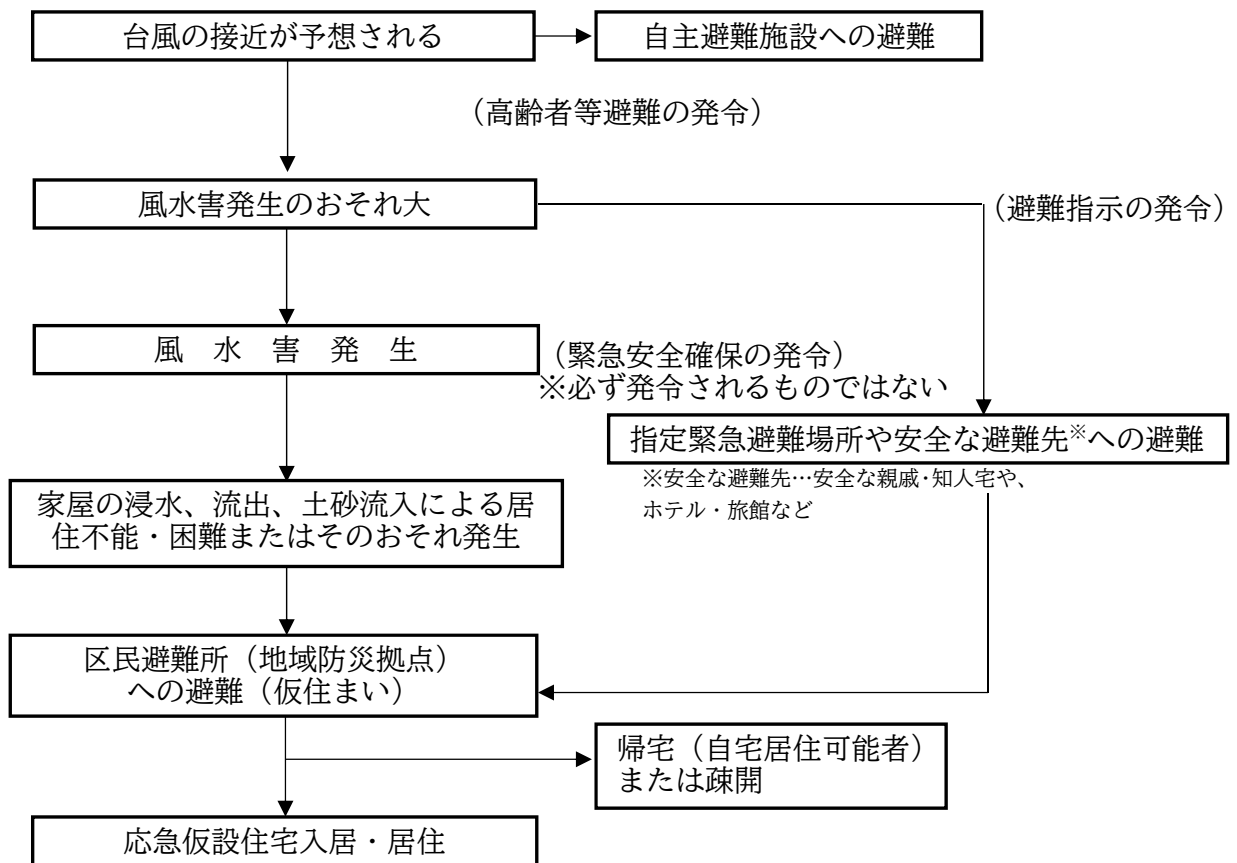 台風の接近が予想される
自主避難施設への避難
（高齢者等避難の発令）
風水害発生のおそれ大
（避難指示の発令）
風　水　害　発　生
（緊急安全確保の発令）
※必ず発令されるものではない
指定緊急避難場所や安全な避難先※への避難
※安全な避難先…安全な親戚・知人宅や、
ホテル・旅館など
家屋の浸水、流出、土砂流入による居
住不能・困難またはそのおそれ発生
区民避難所（地域防災拠点）
への避難（仮住まい）
帰宅（自宅居住可能者）
または疎開
応急仮設住宅入居・居住